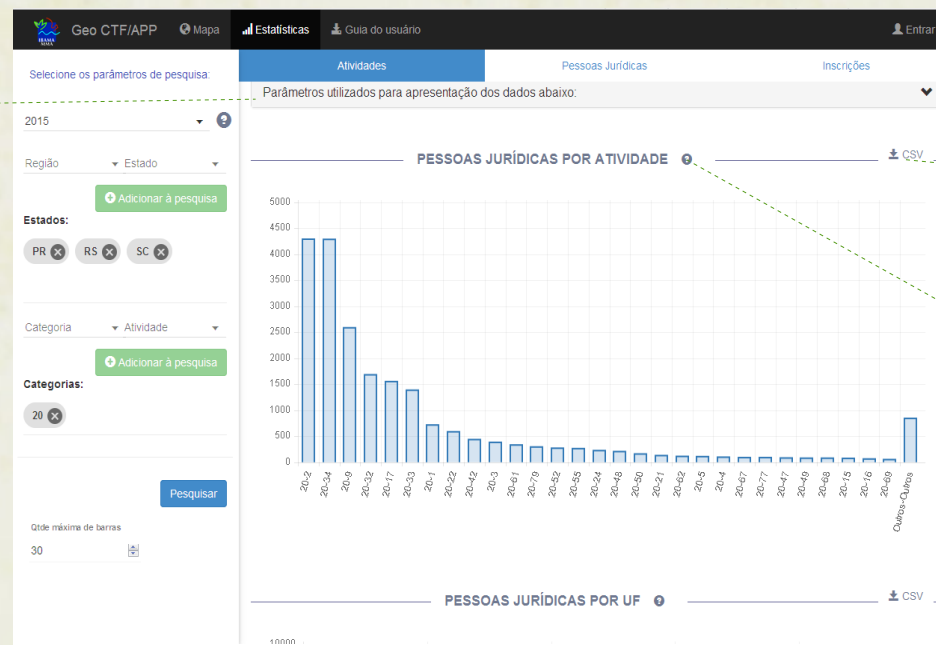 IBAMA
MMA
Geo CTF/APP
Mapa
Estatísticas
Guia do usuário
Entrar
Selecione os parâmetros de pesquisa:
2015
Região
Estado
Adicionar à pesquisa
Estados:
PR
RS
SC
Categoria
Atividade
Adicionar à pesquisa
Categorias:
20
Pesquisar
Qtde máxima de barras
30
Atividades
Pessoas Jurídicas
Inscrições
Parâmetros utilizados para apresentação dos dados abaixo:
PESSOAS JURÍDICAS POR ATIVIDADE
CSV
5000
4500
4000
3500
3000
2500
2000
1500
1000
500
0
20-2
20-34
20-9
20-32
20-17
20-33
20-1
20-22
20-42
20-3
20-61
20-79
20-52
20-55
20-24
20-48
20-50
20-21
20-62
20-5
20-4
20-67
20-77
20-47
20-49
20-68
20-15
20-16
20-69
Outros-Outros
PESSOAS JURÍDICAS POR UF
CSV
10000